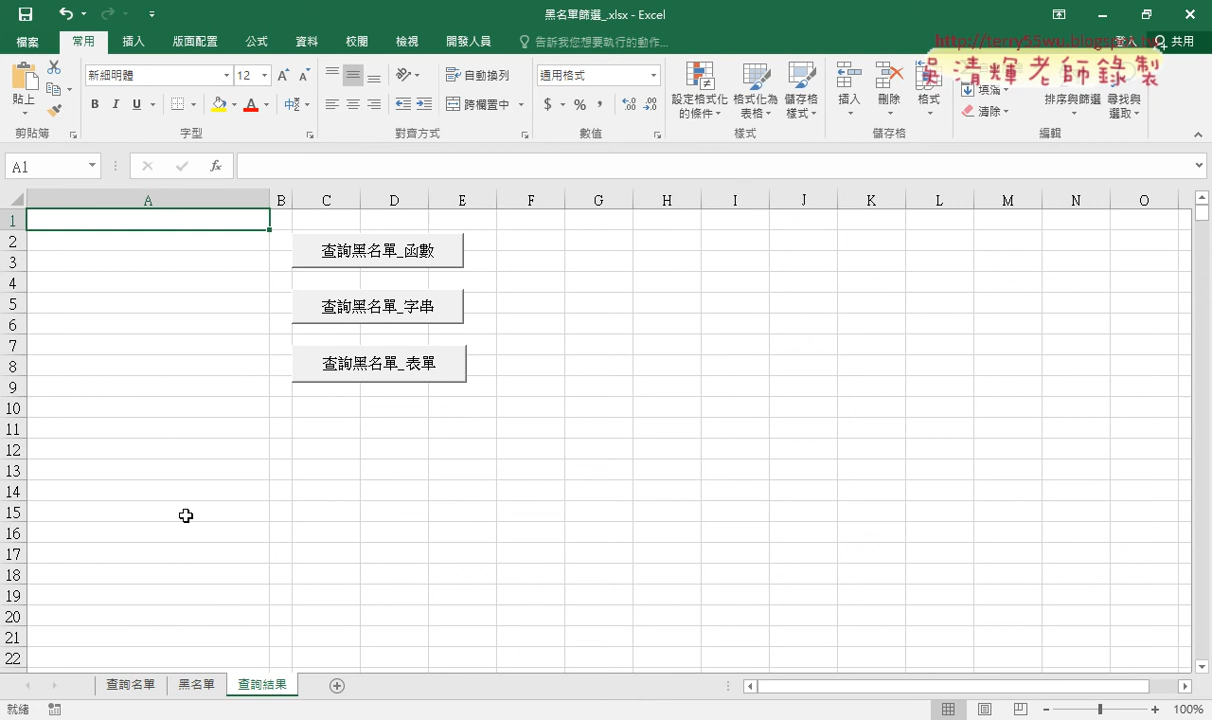 黑名單篩選_.xlsx - Excel
檔案 常用 插入 版面配置 公式 資料 校閱 檢視 開發人員 告訴我您想要執行的動作... 登入 共用
http://terry55wu.blogspot.tw
吳清輝老師錄製
貼上 新細明體 12 自動換列 通用格式 設定格式化的條件 格式化為表格 儲存格樣式 插入 刪除 格式 填滿 排序與篩選 尋找與選取
B I U 跨欄置中 $ % , 清除
剪貼簿 字型 對齊方式 數值 樣式 儲存格 編輯
A1 fx
A B C D E F G H I J K L M N O
1
2
查詢黑名單_函數
3
4
5
查詢黑名單_字串
6
7
8
查詢黑名單_表單
9
10
11
12
13
14
15
16
17
18
19
20
21
22
查詢名單 黑名單 查詢結果
就緒 100%